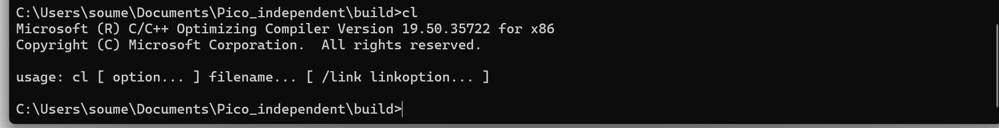 C:\Users\soume\Documents\Pico_independent\build>cl
Microsoft (R) C/C++ Optimizing Compiler Version 19.50.35722 for x86
Copyright (C) Microsoft Corporation.  All rights reserved.
usage: cl [ option... ] filename... [ /link linkoption... ]
C:\Users\soume\Documents\Pico_independent\build>